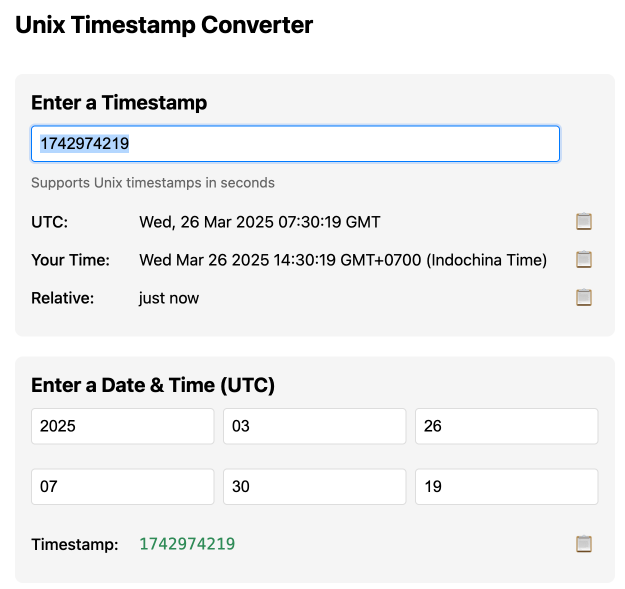 Unix Timestamp Converter
Enter a Timestamp
1742974219
Supports Unix timestamps in seconds
UTC: Wed, 26 Mar 2025 07:30:19 GMT
Your Time: Wed Mar 26 2025 14:30:19 GMT+0700 (Indochina Time)
Relative: just now
Enter a Date & Time (UTC)
2025 03 26
07 30 19
Timestamp: 1742974219